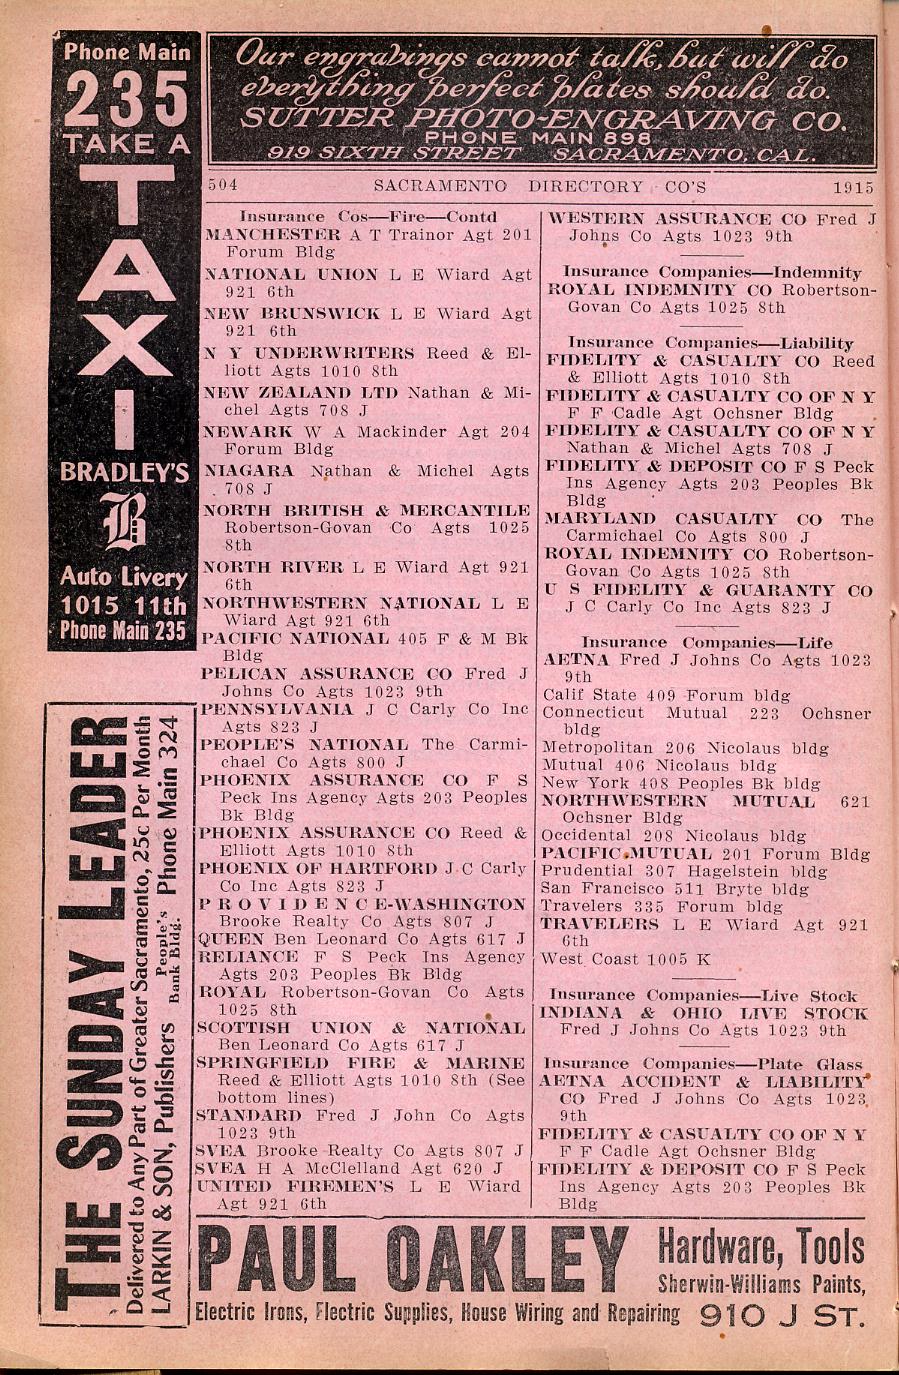 Phone Main
235
TAKE A
TAXI
BRADLEY'S
B
Auto Livery
1015 11th
Phone Main 235
THE SUNDAY LEADER
Delivered to Any Part of Greater Sacramento, 25c Per Month
LARKIN & SON, Publishers People's Bank Bldg. Phone Main 324
Our engravings cannot talk, but will do
everything perfect plates should do.
SUTTER PHOTO-ENGRAVING CO.
PHONE MAIN 898
919 SIXTH STREET SACRAMENTO, CAL.
504 SACRAMENTO DIRECTORY CO'S 1915
Insurance Cos—Fire—Contd
MANCHESTER A T Trainor Agt 201
Forum Bldg
NATIONAL UNION L E Wiard Agt
921 6th
NEW BRUNSWICK L E Wiard Agt
921 6th
N Y UNDERWRITERS Reed & El-
liott Agts 1010 8th
NEW ZEALAND LTD Nathan & Mi-
chel Agts 708 J
NEWARK W A Mackinder Agt 204
Forum Bldg
NIAGARA Nathan & Michel Agts
708 J
NORTH BRITISH & MERCANTILE
Robertson-Govan Co Agts 1025
8th
NORTH RIVER L E Wiard Agt 921
6th
NORTHWESTERN NATIONAL L E
Wiard Agt 921 6th
PACIFIC NATIONAL 405 F & M Bk
Bldg
PELICAN ASSURANCE CO Fred J
Johns Co Agts 1023 9th
PENNSYLVANIA J C Carly Co Inc
Agts 823 J
PEOPLE'S NATIONAL The Carmi-
chael Co Agts 800 J
PHOENIX ASSURANCE CO F S
Peck Ins Agency Agts 203 Peoples
Bk Bldg
PHOENIX ASSURANCE CO Reed &
Elliott Agts 1010 8th
PHOENIX OF HARTFORD J C Carly
Co Inc Agts 823 J
PROVIDENCE-WASHINGTON
Brooke Realty Co Agts 807 J
QUEEN Ben Leonard Co Agts 617 J
RELIANCE F S Peck Ins Agency
Agts 203 Peoples Bk Bldg
ROYAL Robertson-Govan Co Agts
1025 8th
SCOTTISH UNION & NATIONAL
Ben Leonard Co Agts 617 J
SPRINGFIELD FIRE & MARINE
Reed & Elliott Agts 1010 8th (See
bottom lines)
STANDARD Fred J John Co Agts
1023 9th
SVEA Brooke Realty Co Agts 807 J
SVEA H A McClelland Agt 620 J
UNITED FIREMEN'S L E Wiard
Agt 921 6th
WESTERN ASSURANCE CO Fred J
Johns Co Agts 1023 9th
Insurance Companies—Indemnity
ROYAL INDEMNITY CO Robertson-
Govan Co Agts 1025 8th
Insurance Companies—Liability
FIDELITY & CASUALTY CO Reed
& Elliott Agts 1010 8th
FIDELITY & CASUALTY CO OF N Y
F F Cadle Agt Ochsner Bldg
FIDELITY & CASUALTY CO OF N Y
Nathan & Michel Agts 708 J
FIDELITY & DEPOSIT CO F S Peck
Ins Agency Agts 203 Peoples Bk
Bldg
MARYLAND CASUALTY CO The
Carmichael Co Agts 800 J
ROYAL INDEMNITY CO Robertson-
Govan Co Agts 1025 8th
U S FIDELITY & GUARANTY CO
J C Carly Co Inc Agts 823 J
Insurance Companies—Life
AETNA Fred J Johns Co Agts 1023
9th
Calif State 409 Forum bldg
Connecticut Mutual 223 Ochsner
bldg
Metropolitan 206 Nicolaus bldg
Mutual 406 Nicolaus bldg
New York 408 Peoples Bk bldg
NORTHWESTERN MUTUAL 621
Ochsner Bldg
Occidental 208 Nicolaus bldg
PACIFIC MUTUAL 201 Forum Bldg
Prudential 307 Hagelstein bldg
San Francisco 511 Bryte bldg
Travelers 335 Forum bldg
TRAVELERS L E Wiard Agt 921
6th
West Coast 1005 K
Insurance Companies—Live Stock
INDIANA & OHIO LIVE STOCK
Fred J Johns Co Agts 1023 9th
Insurance Companies—Plate Glass
AETNA ACCIDENT & LIABILITY
CO Fred J Johns Co Agts 1023
9th
FIDELITY & CASUALTY CO OF N Y
F F Cadle Agt Ochsner Bldg
FIDELITY & DEPOSIT CO F S Peck
Ins Agency Agts 203 Peoples Bk
Bldg
PAUL OAKLEY Hardware, Tools
Sherwin-Williams Paints,
Electric Irons, Electric Supplies, House Wiring and Repairing 910 J ST.